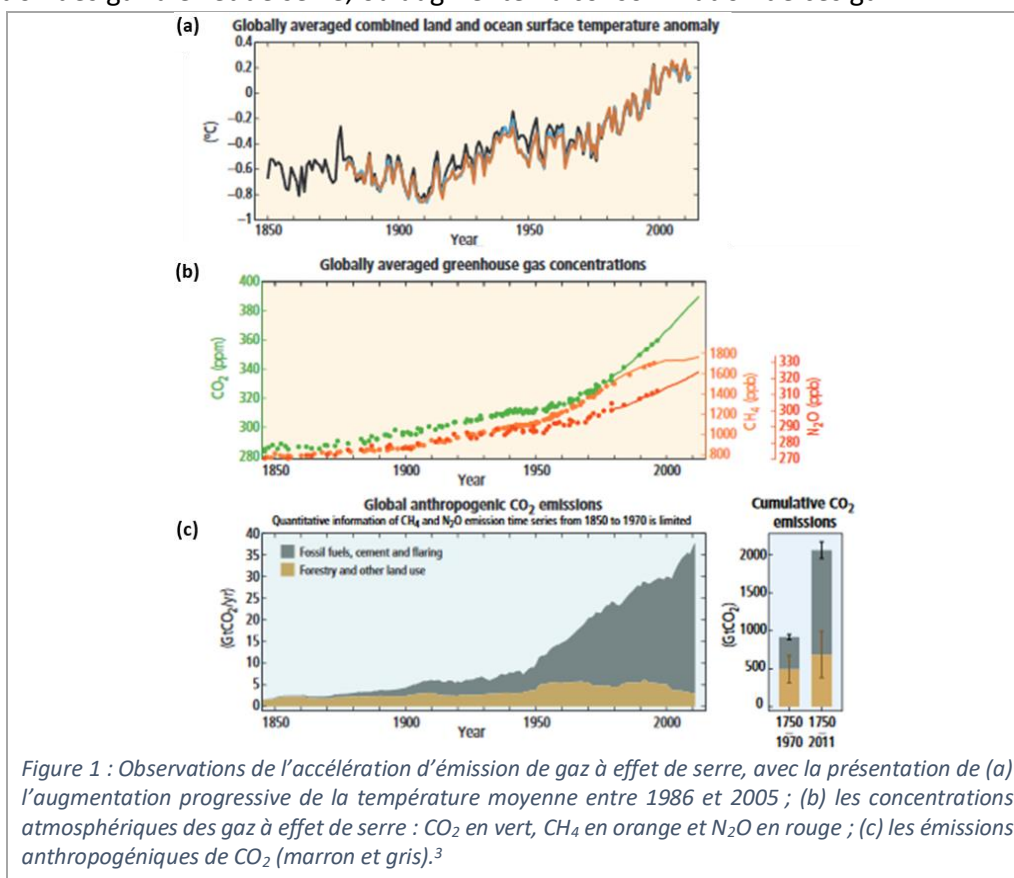 (a) Globally averaged combined land and ocean surface temperature anomaly
0.4
0.2
0
−0.2
−0.4
−0.6
−0.8
−1
(°C)
1850 1900 1950 2000
Year
(b) Globally averaged greenhouse gas concentrations
400
380
360
340
320
300
280
CO2 (ppm)
1800
1600
1400
1200
1000
800
CH4 (ppb)
330
320
310
300
290
280
270
N2O (ppb)
1850 1900 1950 2000
Year
(c) Global anthropogenic CO2 emissions
Quantitative information of CH4 and N2O emission time series from 1850 to 1970 is limited
40
35
30
25
20
15
10
5
0
(GtCO2/yr)
Fossil fuels, cement and flaring
Forestry and other land use
1850 1900 1950 2000
Year
Cumulative CO2
emissions
2000
1500
1000
500
0
(GtCO2)
1750 1750
1970 2011
Figure 1 : Observations de l’accélération d’émission de gaz à effet de serre, avec la présentation de (a)
l’augmentation progressive de la température moyenne entre 1986 et 2005 ; (b) les concentrations
atmosphériques des gaz à effet de serre : CO2 en vert, CH4 en orange et N2O en rouge ; (c) les émissions
anthropogéniques de CO2 (marron et gris).3